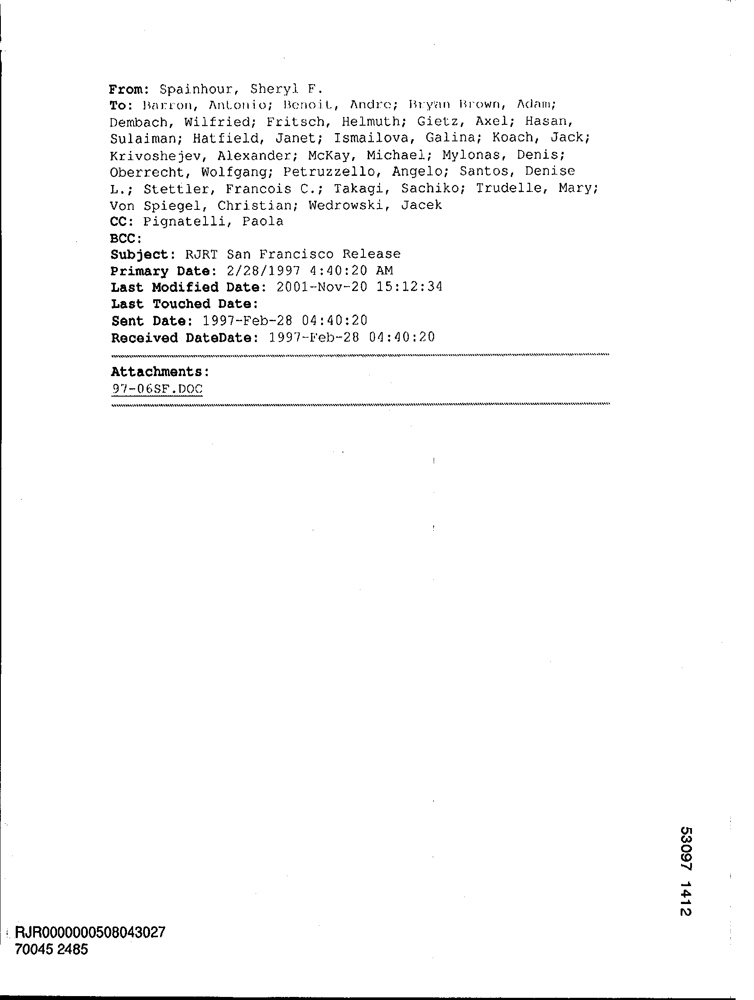 From: Spainhour, Sheryl F.
To: Barron, Antonio; Benoit, Andre; Bryan Brown, Adam;
Dembach, Wilfried; Fritsch, Helmuth; Gietz, Axel; Hasan,
Sulaiman; Hatfield, Janet; Ismailova, Galina; Koach, Jack;
Krivoshejev, Alexander; McKay, Michael; Mylonas, Denis;
Oberrecht, Wolfgang; Petruzzello, Angelo; Santos, Denise
L.; Stettler, Francois C.; Takagi, Sachiko; Trudelle, Mary;
Von Spiegel, Christian; Wedrowski, Jacek
CC: Pignatelli, Paola
BCC:
Subject: RJRT San Francisco Release
Primary Date: 2/28/1997 4:40:20 AM
Last Modified Date: 2001-Nov-20 15:12:34
Last Touched Date:
Sent Date: 1997-Feb-28 04:40:20
Received DateDate: 1997-Feb-28 04:40:20
Attachments:
97-06SF.DOC
53097 1412
RJR0000000508043027
70045 2485